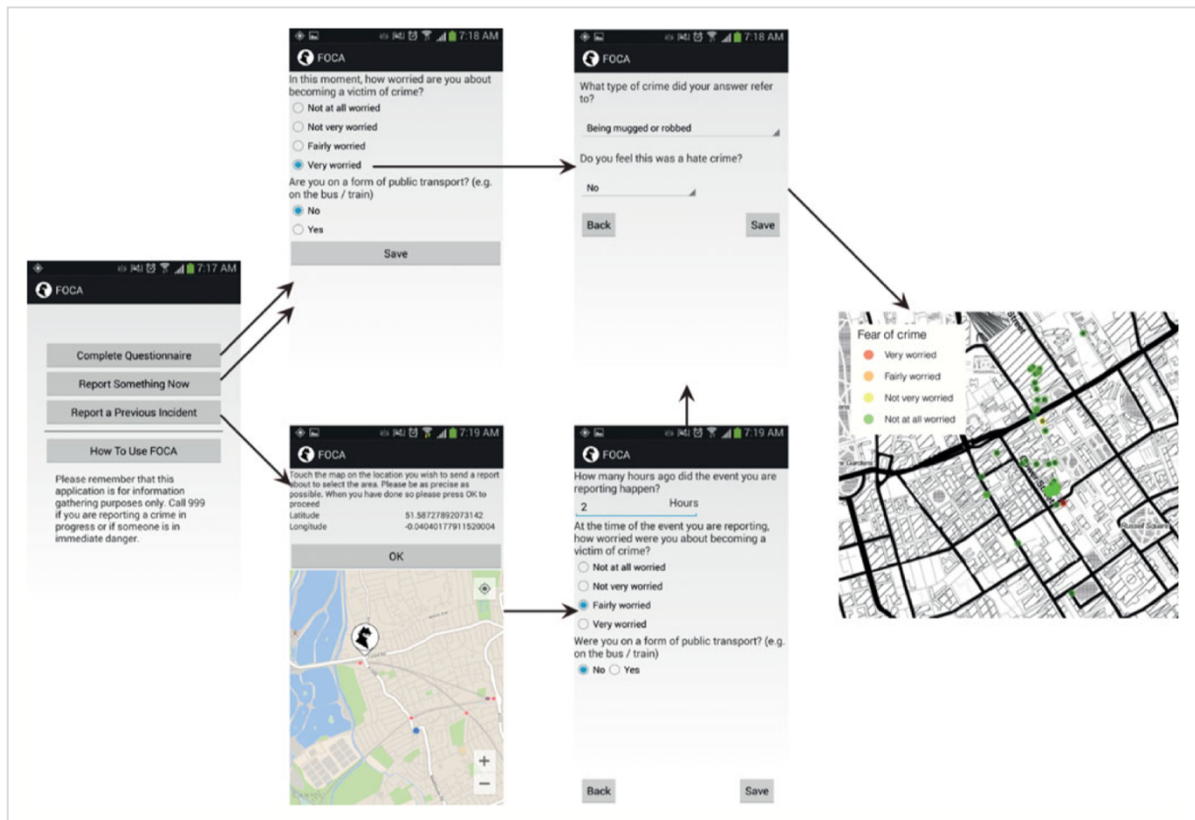 7:17 AM
FOCA
Complete Questionnaire
Report Something Now
Report a Previous Incident
How To Use FOCA
Please remember that this
application is for information
gathering purposes only. Call 999
if you are reporting a crime in
progress or if someone is in
immediate danger.
7:18 AM
FOCA
In this moment, how worried are you about
becoming a victim of crime?
Not at all worried
Not very worried
Fairly worried
Very worried
Are you on a form of public transport? (e.g.
on the bus / train)
No
Yes
Save
7:18 AM
FOCA
What type of crime did your answer refer
to?
Being mugged or robbed
Do you feel this was a hate crime?
No
Back Save
7:19 AM
FOCA
Touch the map on the location you wish to send a report
about to select the area. Please be as precise as
possible. When you have done so please press OK to
proceed
Latitude 51.58727892073142
Longitude -0.04040177911520004
OK
+
−
7:19 AM
FOCA
How many hours ago did the event you are
reporting happen?
2 Hours
At the time of the event you are reporting,
how worried were you about becoming a
victim of crime?
Not at all worried
Not very worried
Fairly worried
Very worried
Were you on a form of public transport? (e.g.
on the bus / train)
No Yes
Back Save
Fear of crime
Very worried
Fairly worried
Not very worried
Not at all worried
Street
Gardens
Russell Square